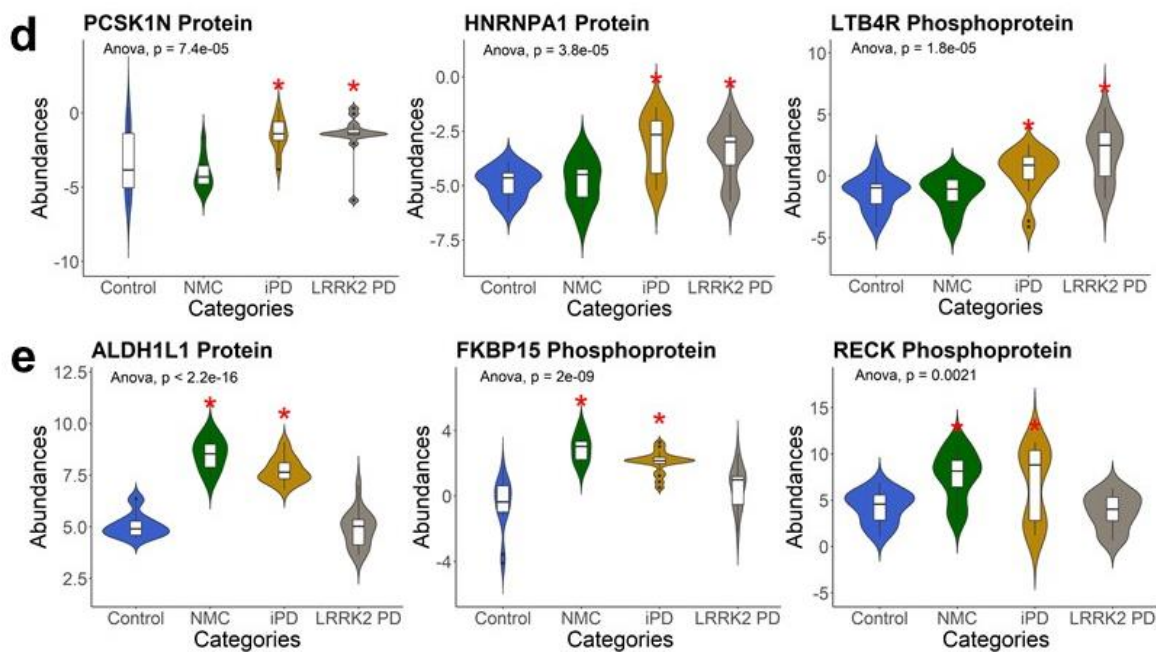 d
PCSK1N Protein
Anova, p = 7.4e-05
Abundances
0
-5
-10
Control NMC iPD LRRK2 PD
Categories
HNRNPA1 Protein
Anova, p = 3.8e-05
Abundances
0.0
-2.5
-5.0
-7.5
Control NMC iPD LRRK2 PD
Categories
LTB4R Phosphoprotein
Anova, p = 1.8e-05
Abundances
10
5
0
-5
Control NMC iPD LRRK2 PD
Categories
e
ALDH1L1 Protein
Anova, p < 2.2e-16
Abundances
12.5
10.0
7.5
5.0
2.5
Control NMC iPD LRRK2 PD
Categories
FKBP15 Phosphoprotein
Anova, p = 2e-09
Abundances
4
0
-4
Control NMC iPD LRRK2 PD
Categories
RECK Phosphoprotein
Anova, p = 0.0021
Abundances
15
10
5
0
-5
Control NMC iPD LRRK2 PD
Categories